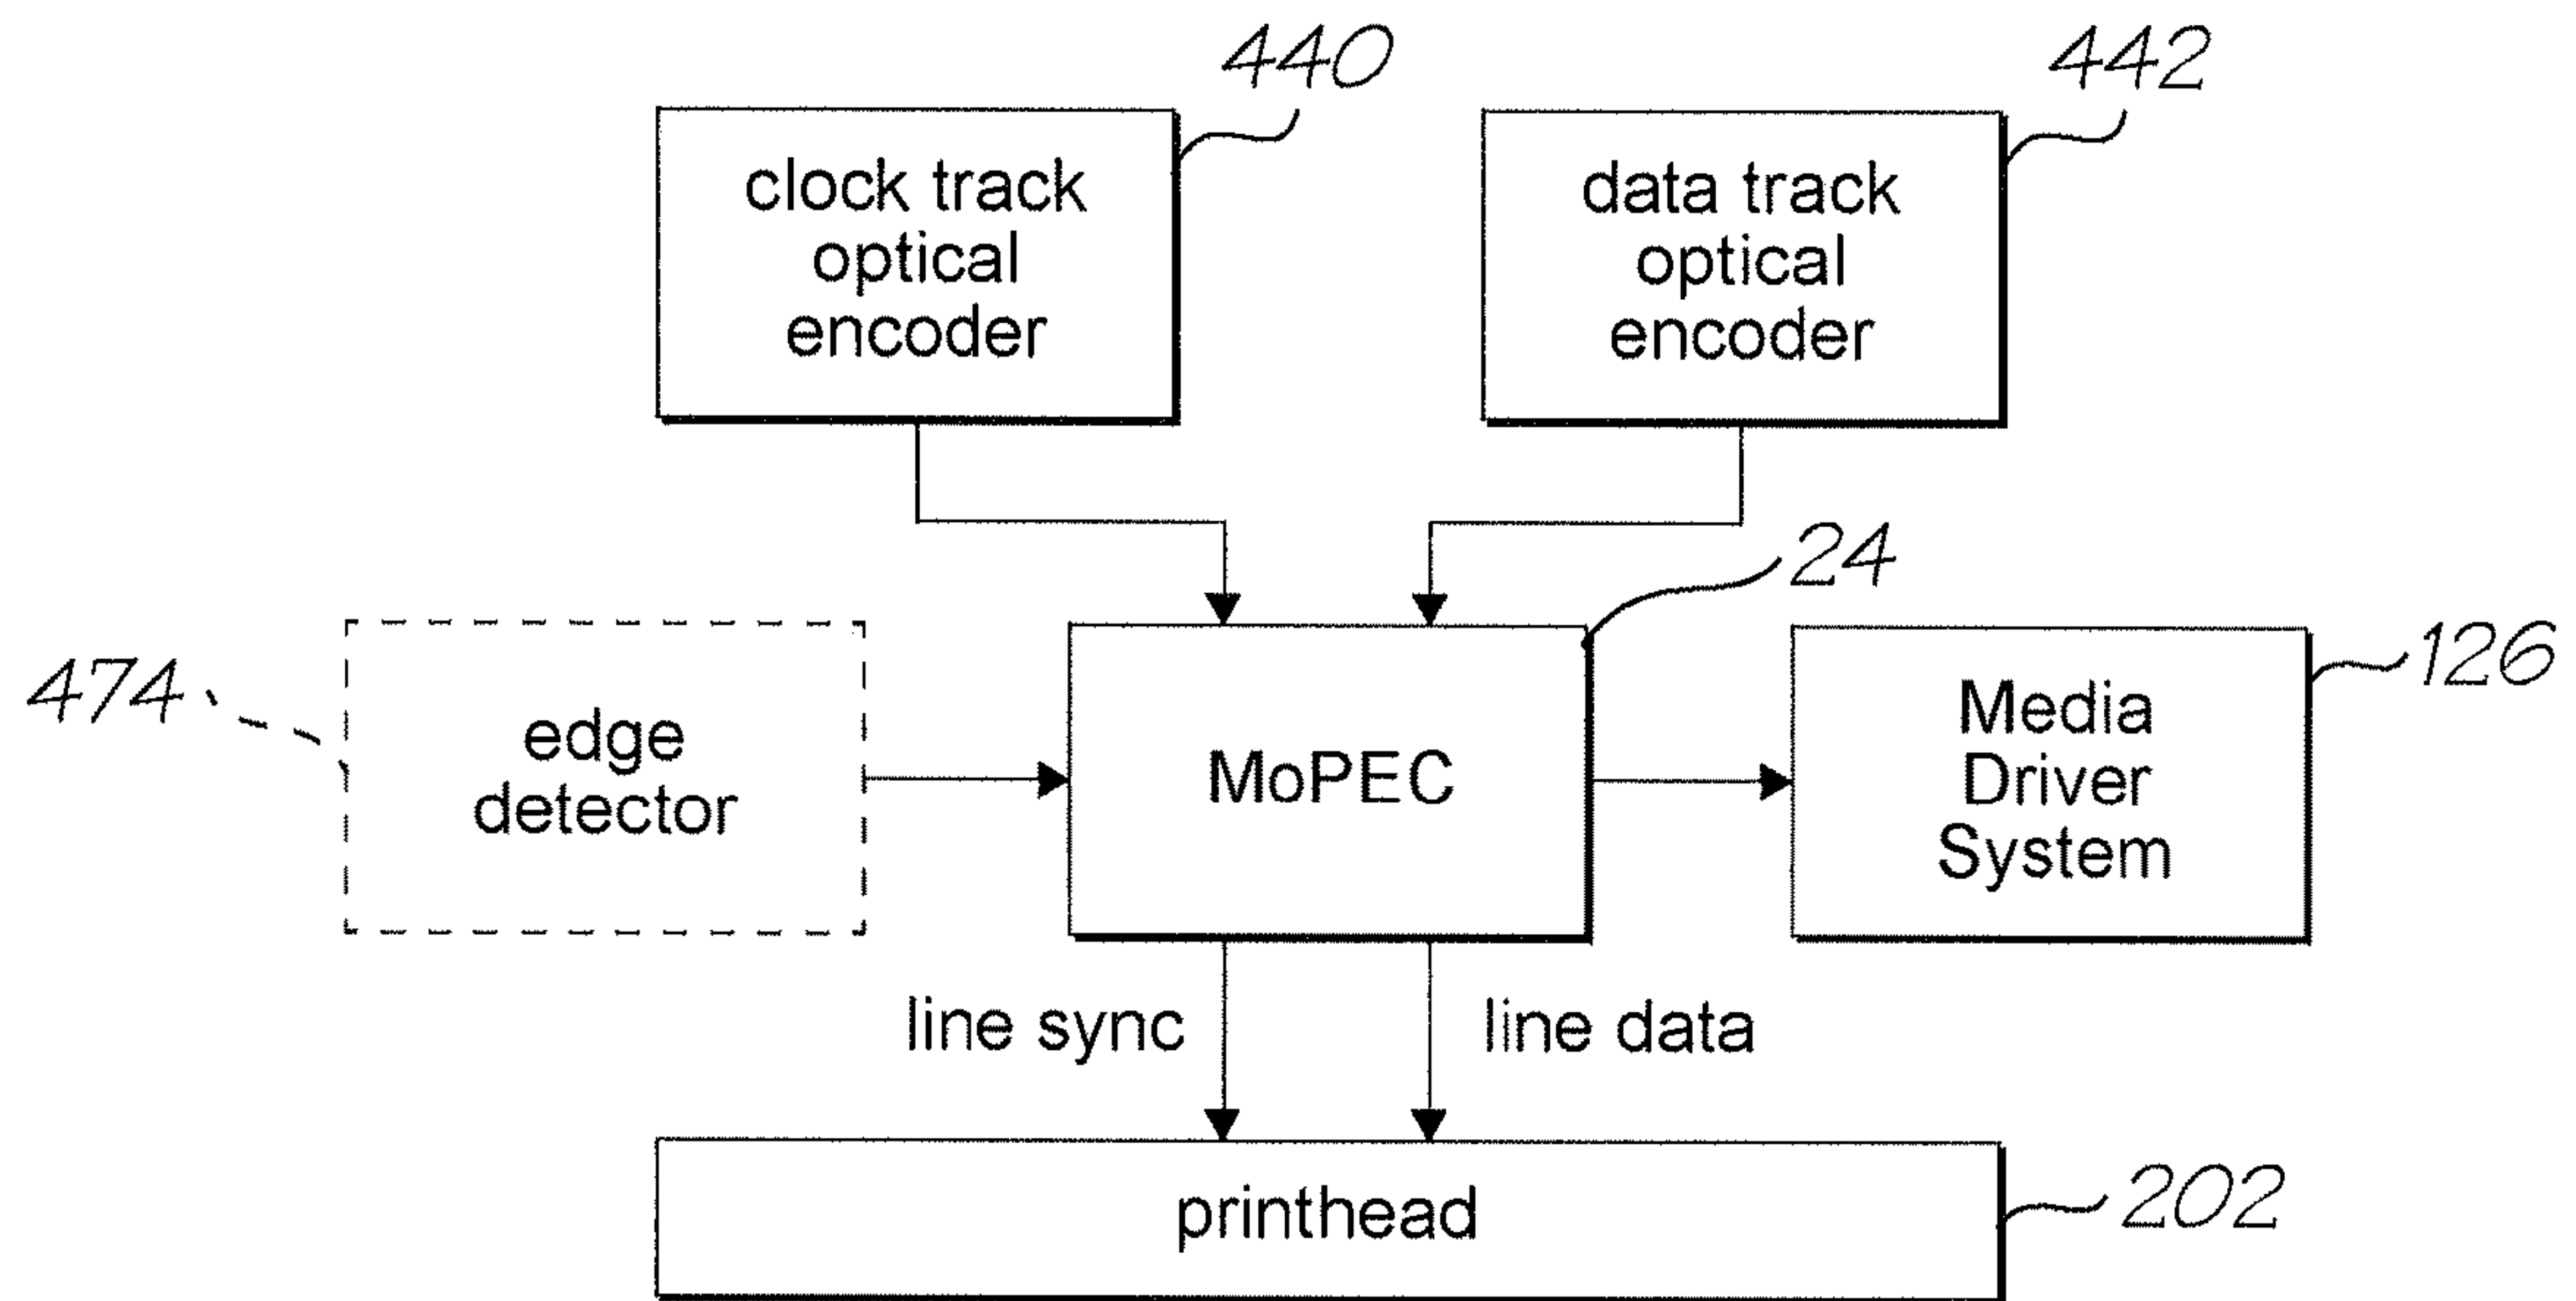 440
442
clock track
optical
encoder
data track
optical
encoder
24
474
edge
detector
MoPEC
Media
Driver
System
126
line sync
line data
printhead
202